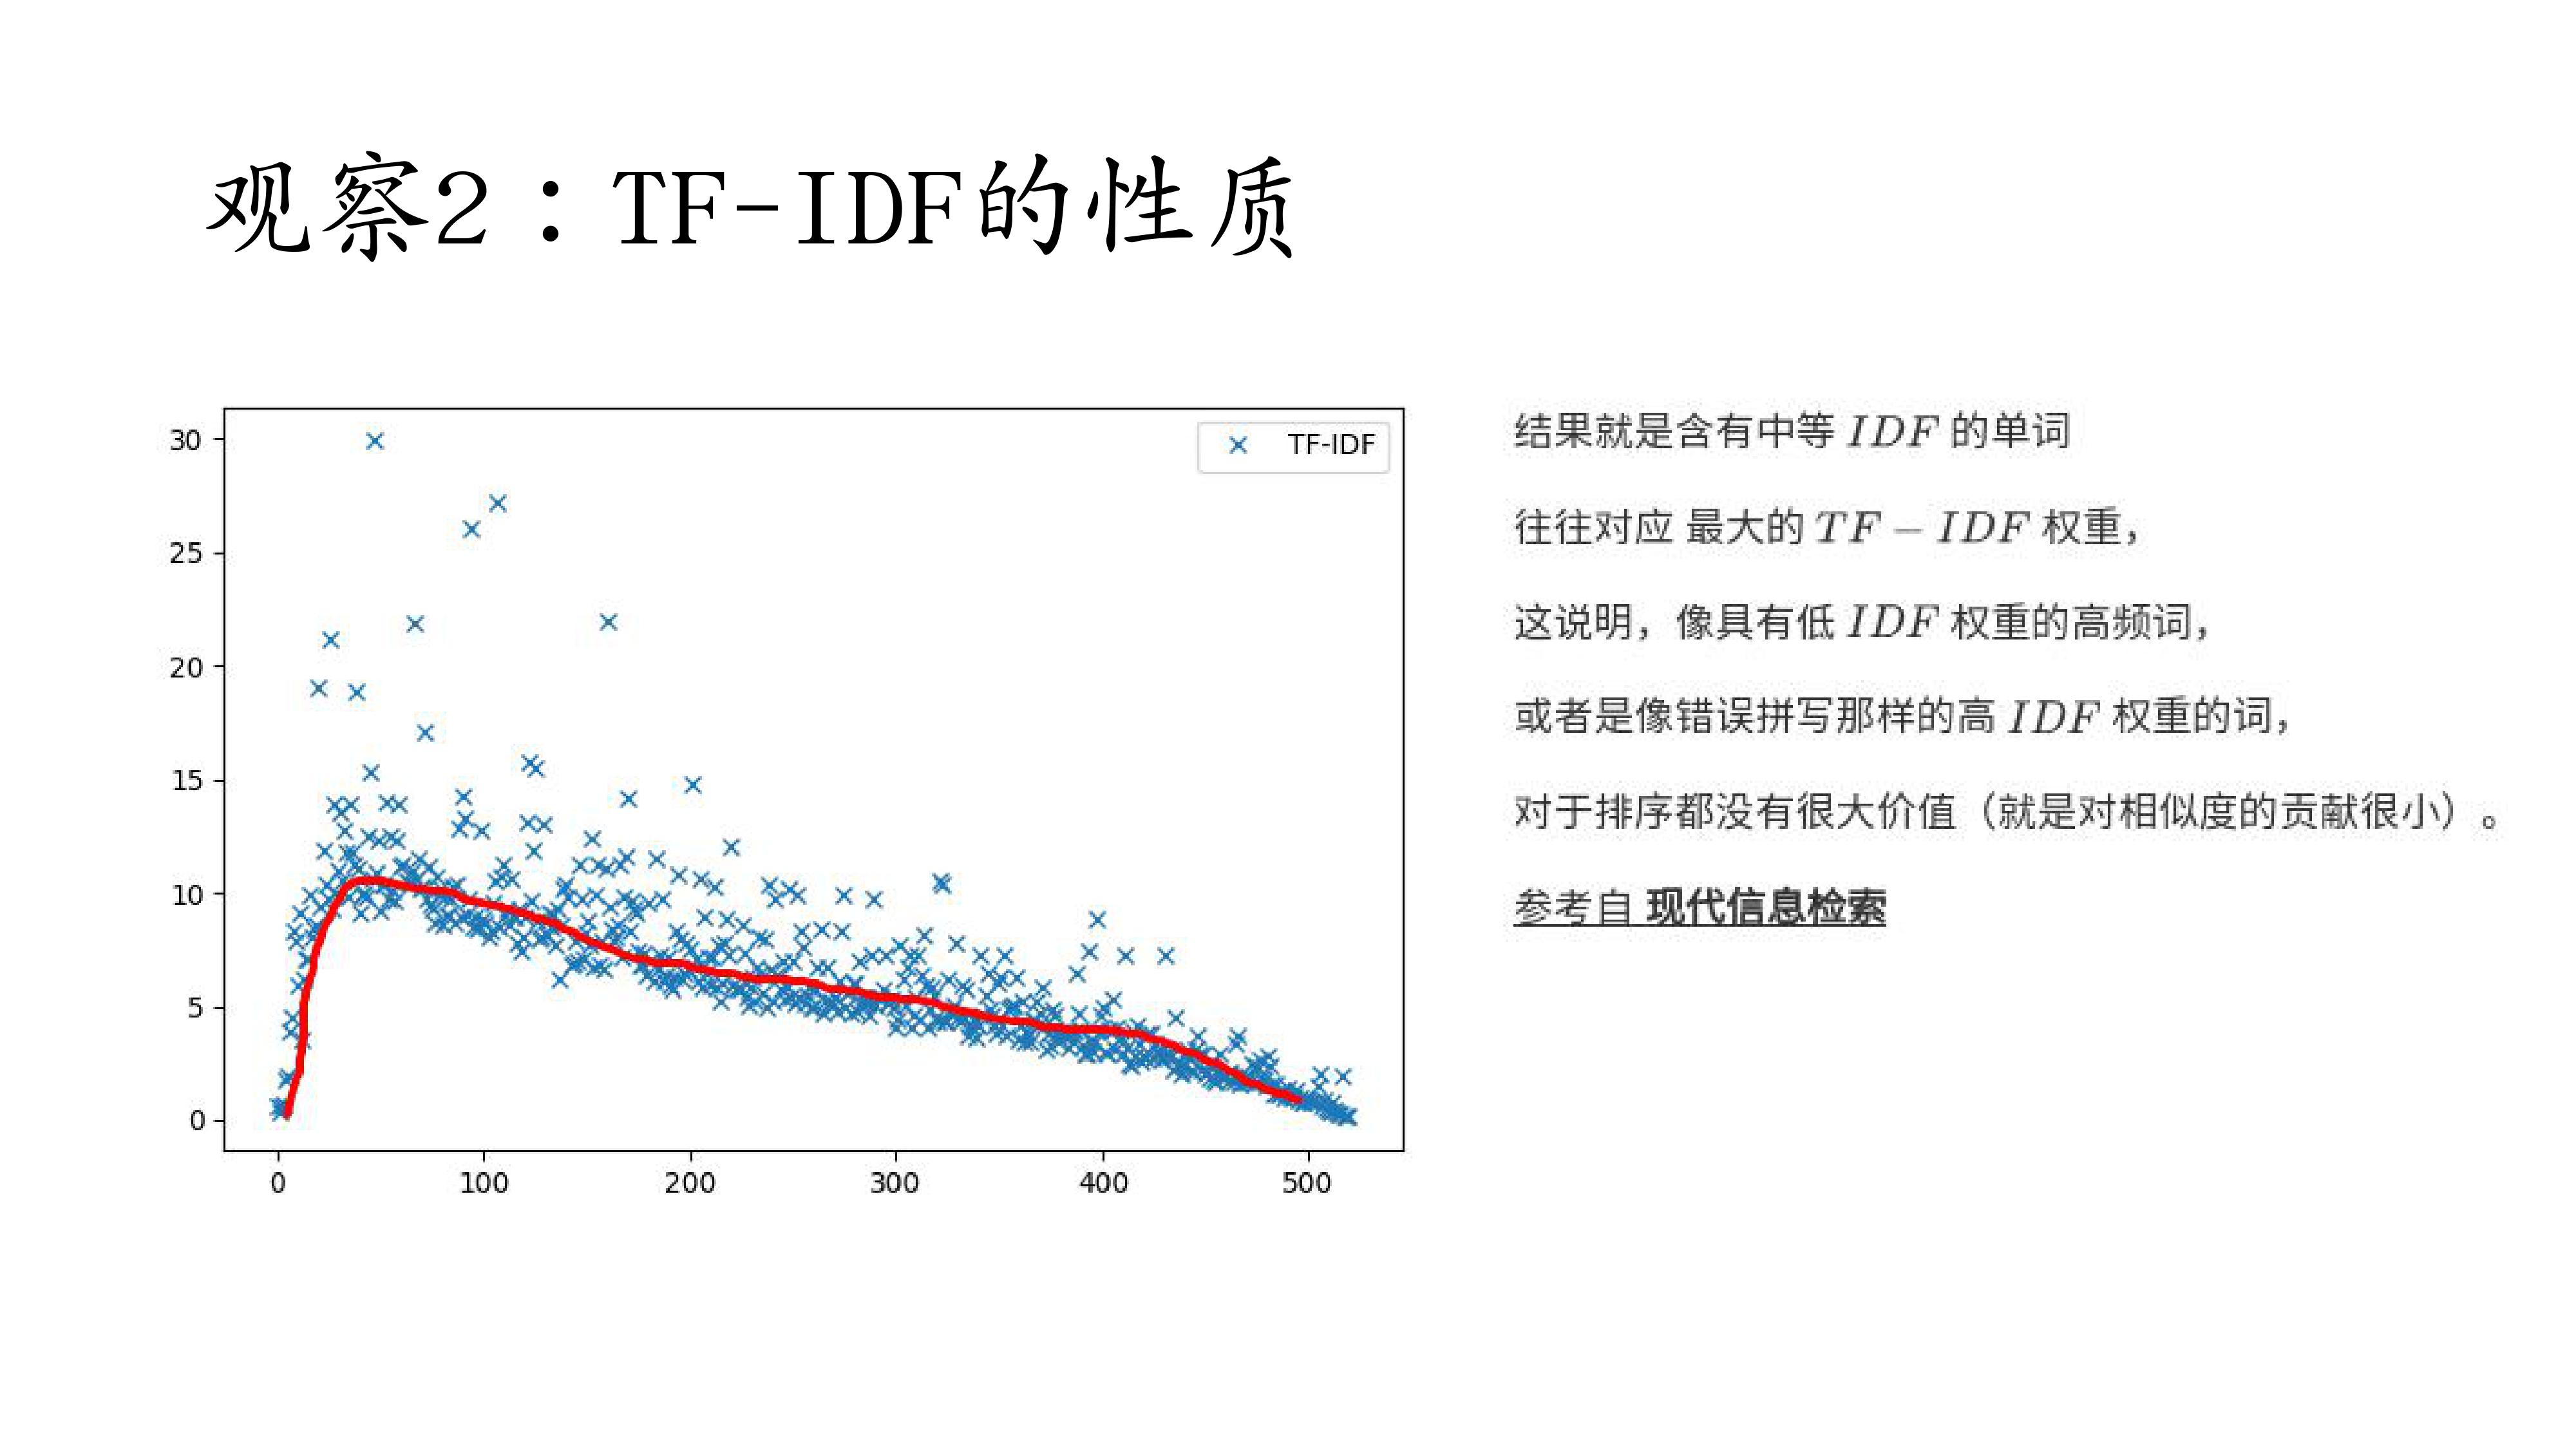 观察2：TF-IDF的性质
30
25
20
15
10
5
0
TF-IDF
0 100 200 300 400 500
结果就是含有中等 IDF 的单词
往往对应 最大的 TF − IDF 权重，
这说明，像具有低 IDF 权重的高频词，
或者是像错误拼写那样的高 IDF 权重的词，
对于排序都没有很大价值（就是对相似度的贡献很小）。
参考自 现代信息检索